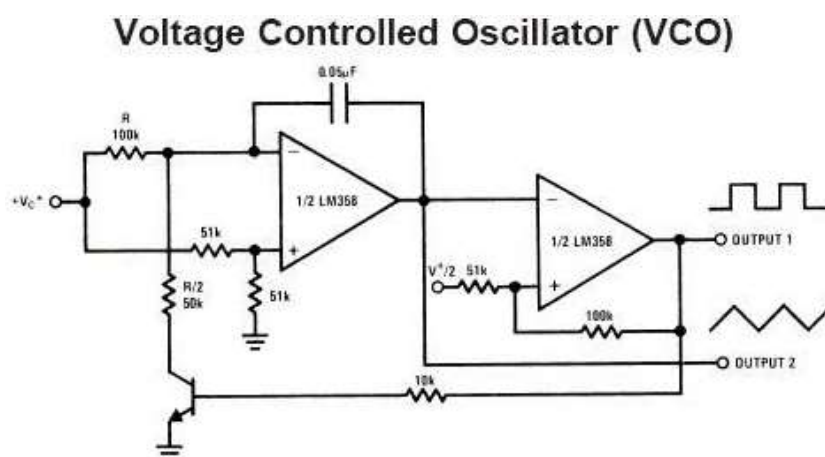 Voltage Controlled Oscillator (VCO)
0.05µF
R
100k
+VC*
1/2 LM358
51k
51k
R/2
50k
V+/2
51k
1/2 LM358
100k
OUTPUT 1
OUTPUT 2
10k